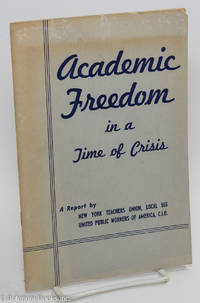 Academic
Freedom
in a
Time of Crisis
A Report by
NEW YORK TEACHERS UNION, LOCAL 555
UNITED PUBLIC WORKERS OF AMERICA, C.I.O.